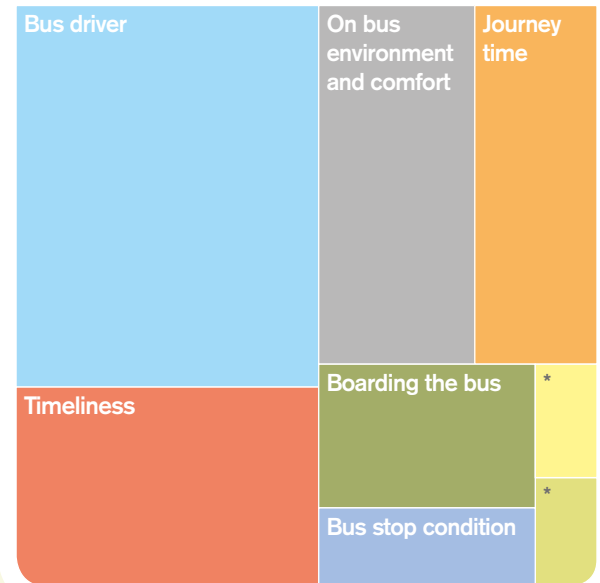 Bus driver
On bus
environment
and comfort
Journey
time
Timeliness
Boarding the bus
*
*
Bus stop condition